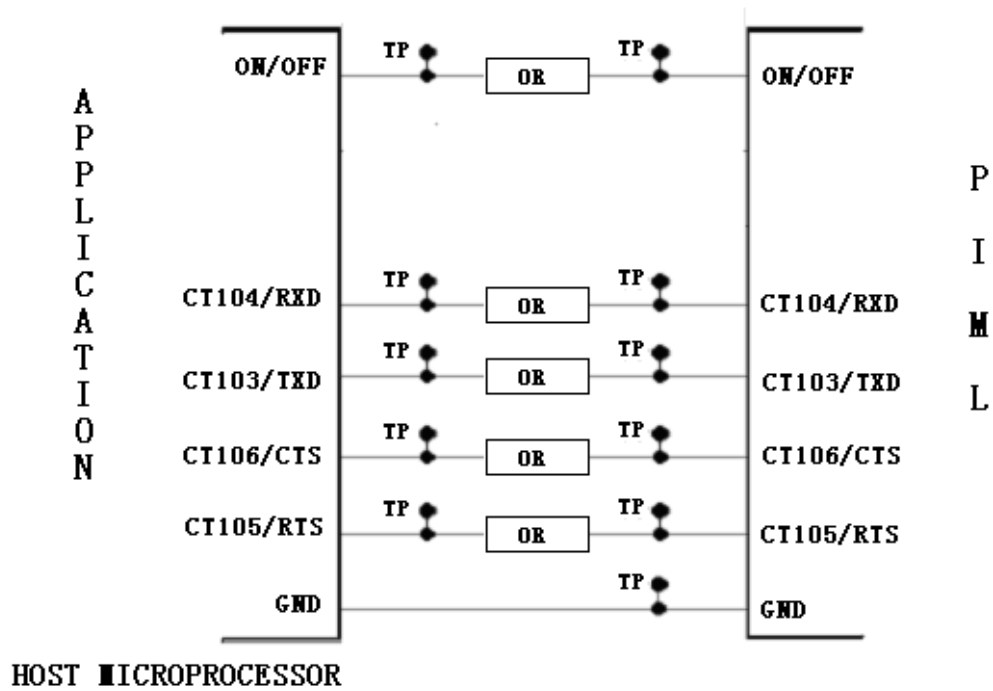 APPLICATION
ON/OFF
TP
OR
TP
ON/OFF
CT104/RXD
TP
OR
TP
CT104/RXD
CT103/TXD
TP
OR
TP
CT103/TXD
CT106/CTS
TP
OR
TP
CT106/CTS
CT105/RTS
TP
OR
TP
CT105/RTS
GND
TP
GND
PIML
HOST MICROPROCESSOR